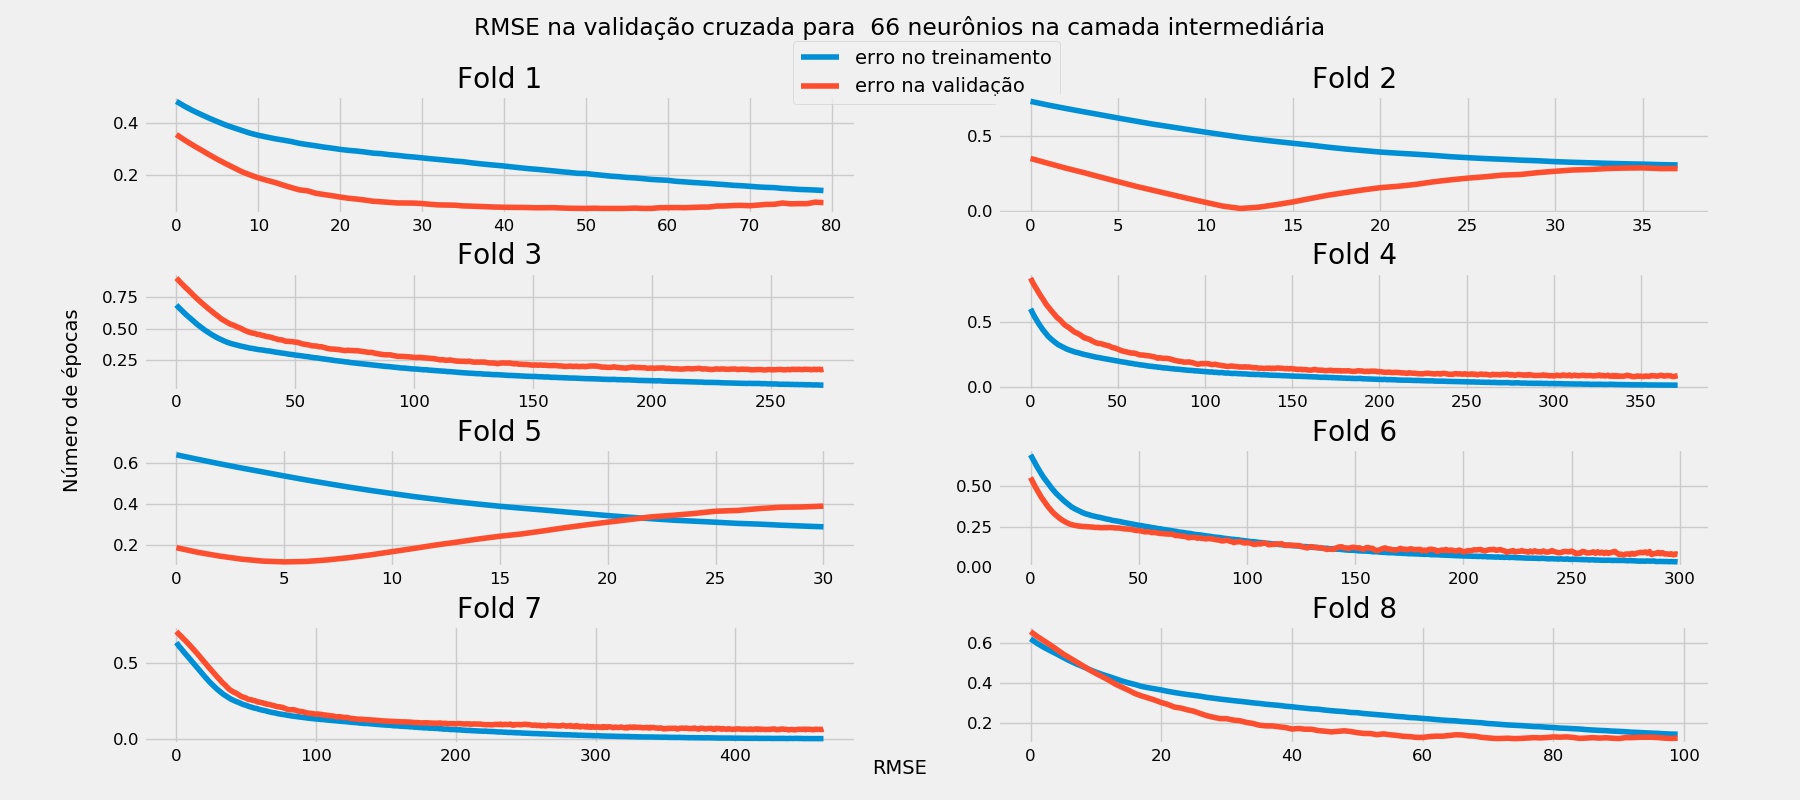 RMSE na validação cruzada para  66 neurônios na camada intermediária
erro no treinamento
erro na validação
Fold 1
0.4
0.2
0 10 20 30 40 50 60 70 80
Fold 2
0.5
0.0
0 5 10 15 20 25 30 35
Fold 3
0.75
0.50
0.25
0 50 100 150 200 250
Fold 4
0.5
0.0
0 50 100 150 200 250 300 350
Número de épocas
Fold 5
0.6
0.4
0.2
0 5 10 15 20 25 30
Fold 6
0.50
0.25
0.00
0 50 100 150 200 250 300
Fold 7
0.5
0.0
0 100 200 300 400
Fold 8
0.6
0.4
0.2
0 20 40 60 80 100
RMSE